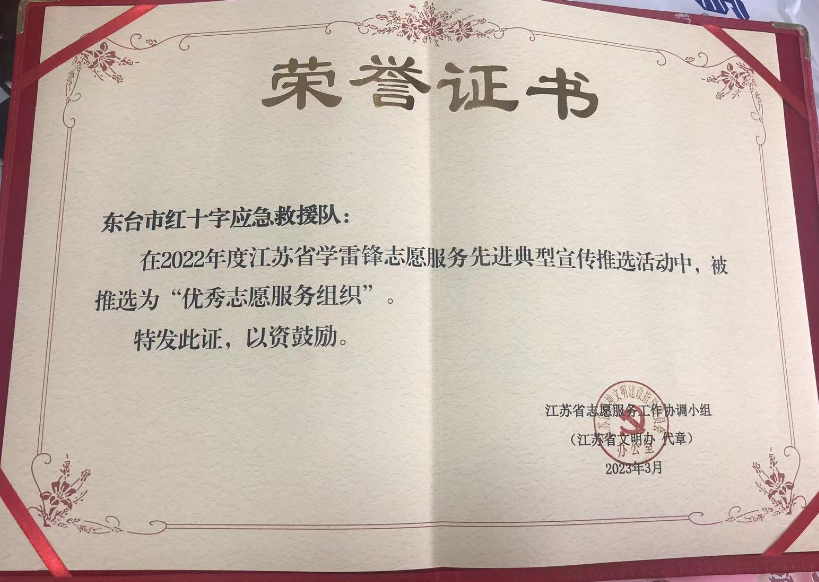 荣誉证书
东台市红十字应急救援队：
在2022年度江苏省学雷锋志愿服务先进典型宣传推选活动中，被
推选为“优秀志愿服务组织”。
特发此证，以资鼓励。
江苏省志愿服务工作协调小组
（江苏省文明办 代章）
办公室
2023年3月